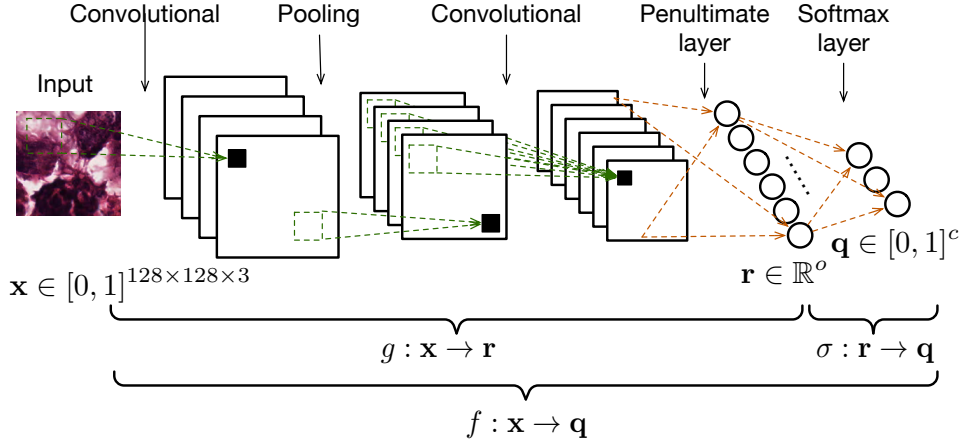 Convolutional Pooling Convolutional Penultimate layer Softmax layer
Input
𝐱 ∈ [0, 1]^{128×128×3}
𝐫 ∈ ℝ^o
𝐪 ∈ [0, 1]^c
g : 𝐱 → 𝐫
σ : 𝐫 → 𝐪
f : 𝐱 → 𝐪